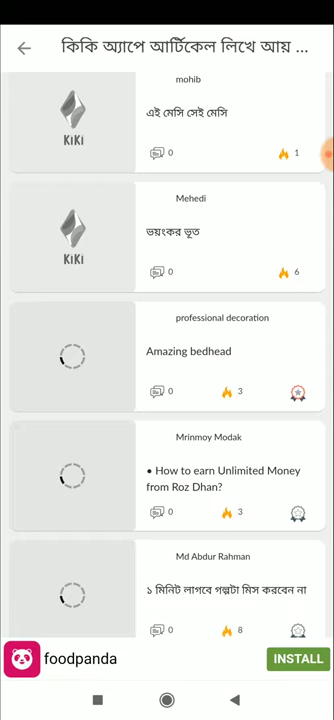 কিকি অ্যাপে আর্টিকেল লিখে আয় ...
mohib
এই মেসি সেই মেসি
KiKi
0
1
Mehedi
ভয়ংকর ভূত
KiKi
0
6
professional decoration
Amazing bedhead
0
3
Mrinmoy Modak
• How to earn Unlimited Money
from Roz Dhan?
0
3
Md Abdur Rahman
১ মিনিট লাগবে গল্পটা মিস করবেন না
0
8
foodpanda
INSTALL